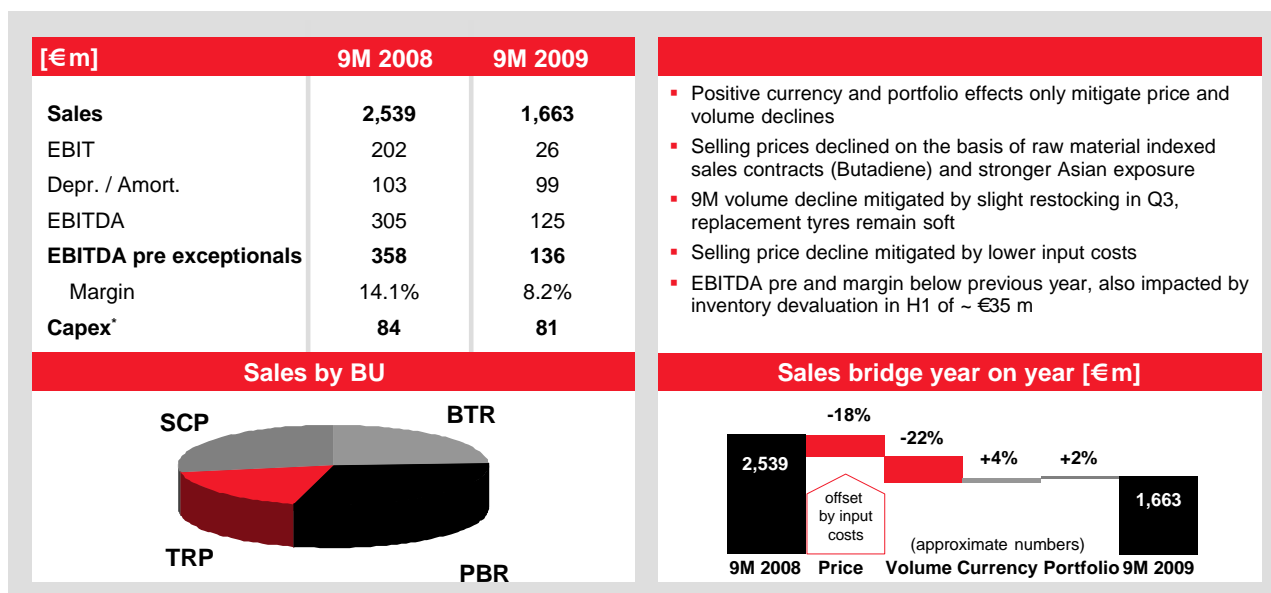 [€m] 9M 2008 9M 2009
Sales 2,539 1,663
EBIT 202 26
Depr. / Amort. 103 99
EBITDA 305 125
EBITDA pre exceptionals 358 136
Margin 14.1% 8.2%
Capex* 84 81
▪ Positive currency and portfolio effects only mitigate price and
volume declines
▪ Selling prices declined on the basis of raw material indexed
sales contracts (Butadiene) and stronger Asian exposure
▪ 9M volume decline mitigated by slight restocking in Q3,
replacement tyres remain soft
▪ Selling price decline mitigated by lower input costs
▪ EBITDA pre and margin below previous year, also impacted by
inventory devaluation in H1 of ~ €35 m
Sales by BU
SCP
BTR
TRP
PBR
Sales bridge year on year [€m]
-18%
-22%
+4%
+2%
2,539
1,663
offset
by input
costs
(approximate numbers)
9M 2008 Price Volume Currency Portfolio 9M 2009